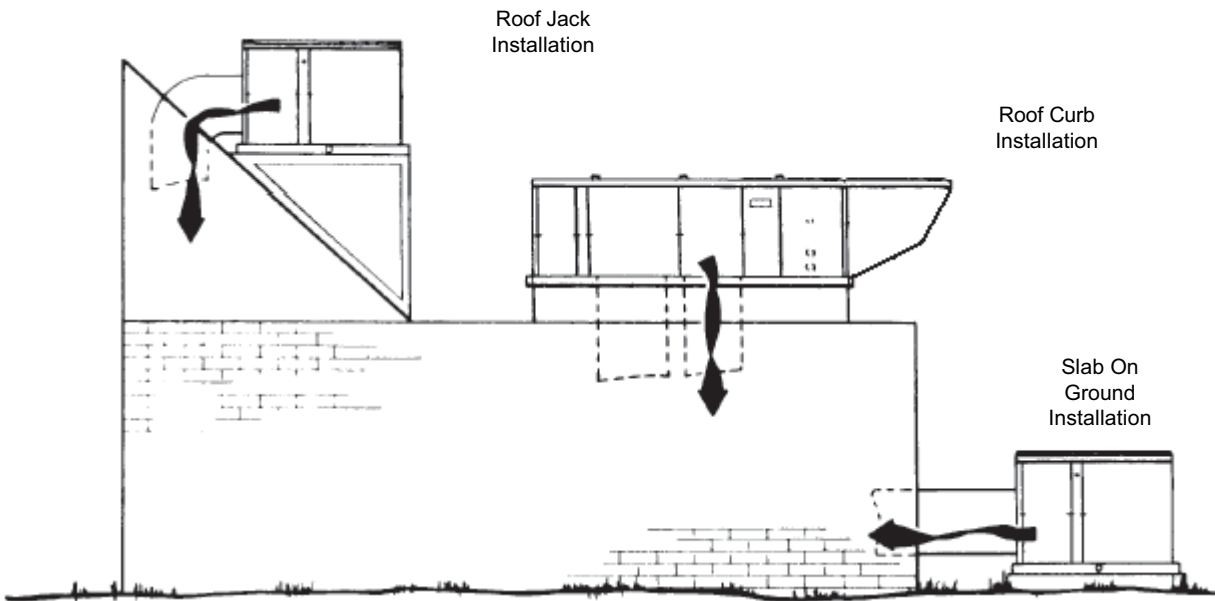 Roof Jack
Installation
Roof Curb
Installation
Slab On
Ground
Installation